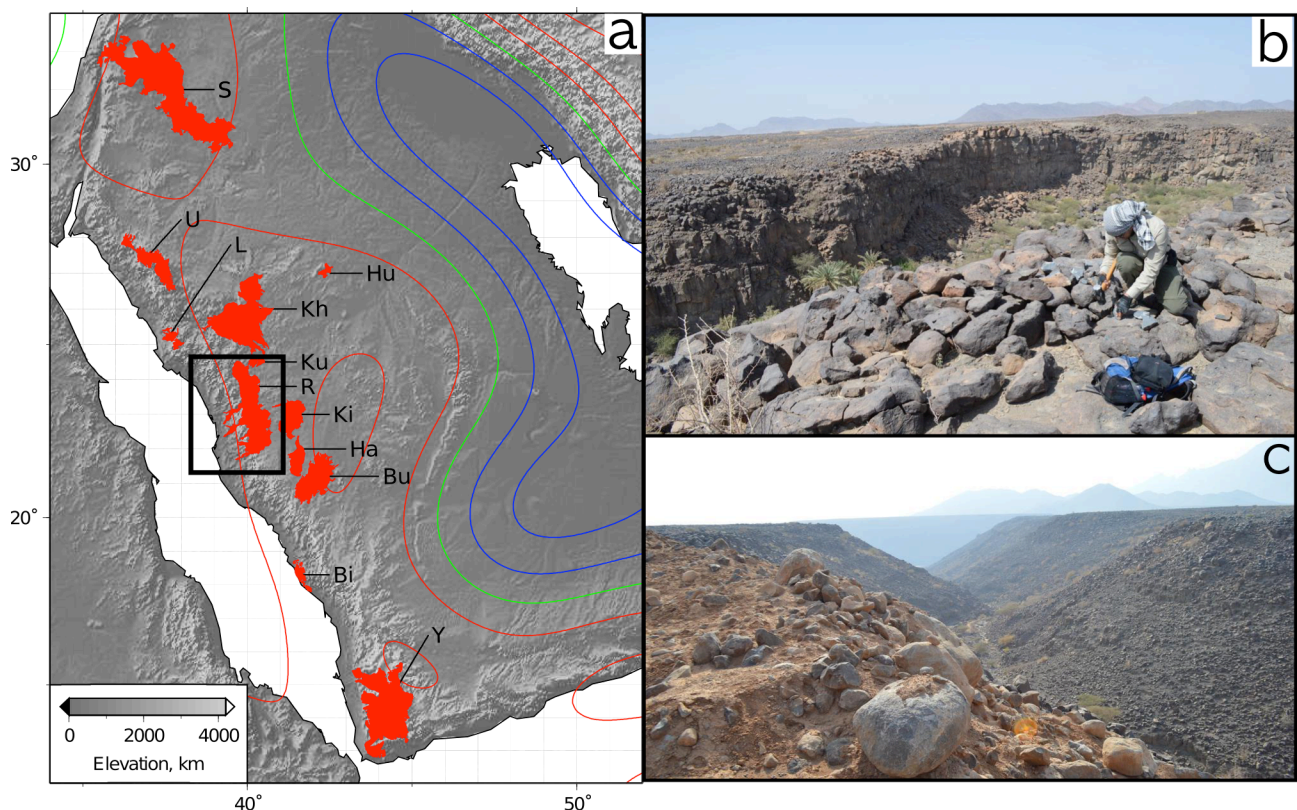 a
S
30°
U
L
Hu
Kh
Ku
R
Ki
Ha
Bu
20°
Bi
Y
0 2000 4000
Elevation, km
40° 50°
b
c